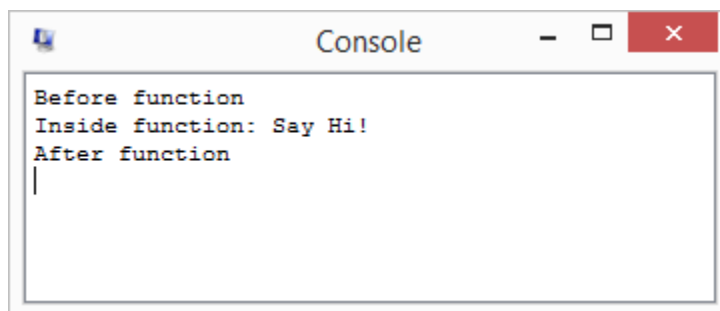 Console
Before function
Inside function: Say Hi!
After function